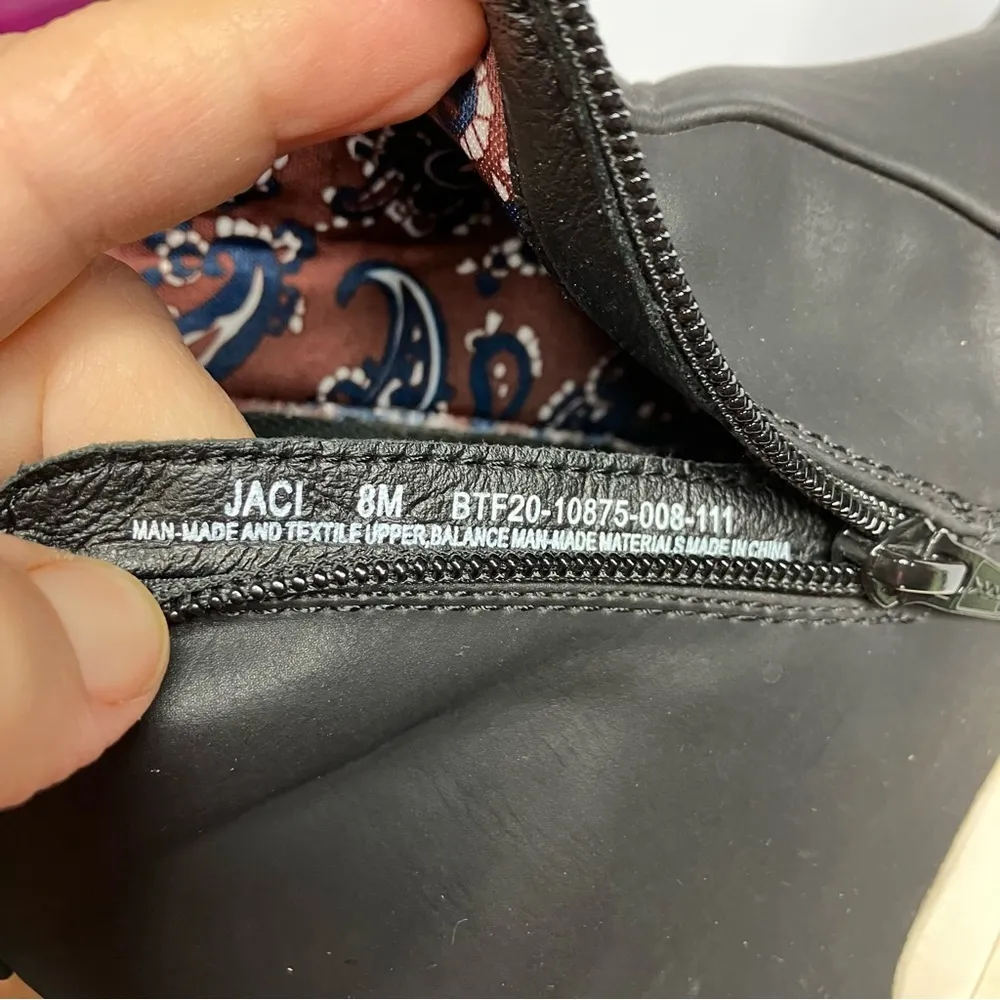 JACI 8M BTF20-10875-008-111
MAN-MADE AND TEXTILE UPPER,BALANCE MAN-MADE MATERIALS MADE IN CHINA